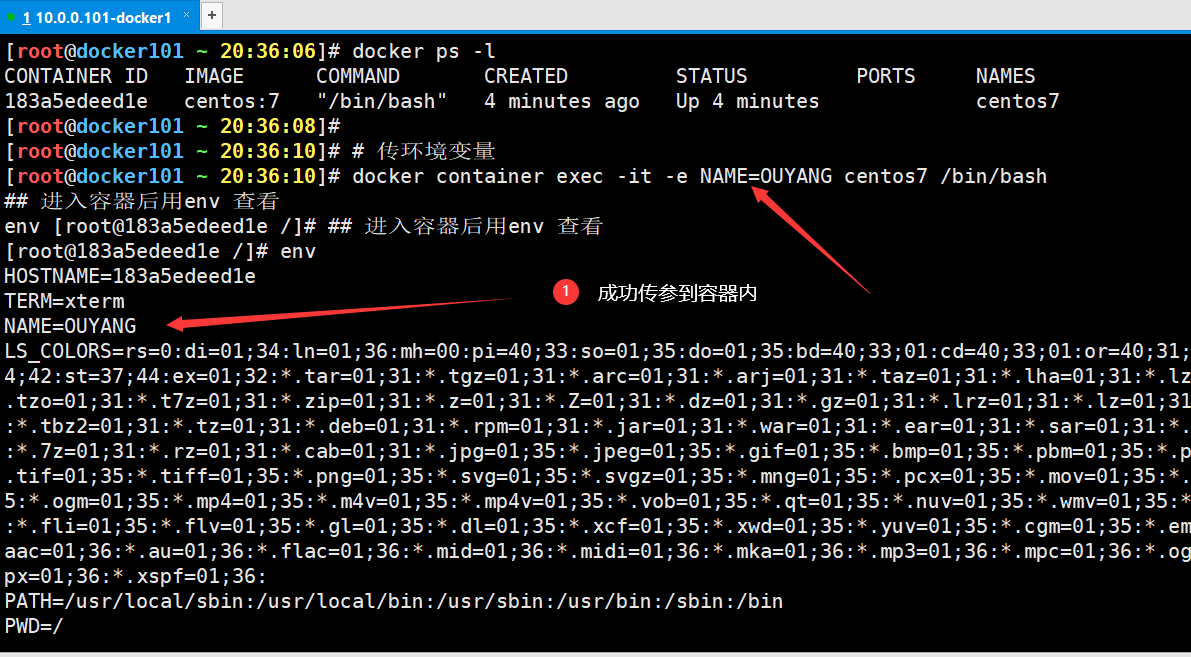 1 10.0.0.101-docker1 × +
[root@docker101 ~ 20:36:06]# docker ps -l
CONTAINER ID   IMAGE      COMMAND       CREATED         STATUS         PORTS     NAMES
183a5edeed1e   centos:7   "/bin/bash"   4 minutes ago   Up 4 minutes             centos7
[root@docker101 ~ 20:36:08]#
[root@docker101 ~ 20:36:10]# # 传环境变量
[root@docker101 ~ 20:36:10]# docker container exec -it -e NAME=OUYANG centos7 /bin/bash
## 进入容器后用env 查看
env [root@183a5edeed1e /]# ## 进入容器后用env 查看
[root@183a5edeed1e /]# env
HOSTNAME=183a5edeed1e
TERM=xterm
1 成功传参到容器内
NAME=OUYANG
LS_COLORS=rs=0:di=01;34:ln=01;36:mh=00:pi=40;33:so=01;35:do=01;35:bd=40;33;01:cd=40;33;01:or=40;31;
4;42:st=37;44:ex=01;32:*.tar=01;31:*.tgz=01;31:*.arc=01;31:*.arj=01;31:*.taz=01;31:*.lha=01;31:*.lz
.tzo=01;31:*.t7z=01;31:*.zip=01;31:*.z=01;31:*.Z=01;31:*.dz=01;31:*.gz=01;31:*.lrz=01;31:*.lz=01;31
:*.tbz2=01;31:*.tz=01;31:*.deb=01;31:*.rpm=01;31:*.jar=01;31:*.war=01;31:*.ear=01;31:*.sar=01;31:*.
:*.7z=01;31:*.rz=01;31:*.cab=01;31:*.jpg=01;35:*.jpeg=01;35:*.gif=01;35:*.bmp=01;35:*.pbm=01;35:*.p
.tif=01;35:*.tiff=01;35:*.png=01;35:*.svg=01;35:*.svgz=01;35:*.mng=01;35:*.pcx=01;35:*.mov=01;35:*.
5:*.ogm=01;35:*.mp4=01;35:*.m4v=01;35:*.mp4v=01;35:*.vob=01;35:*.qt=01;35:*.nuv=01;35:*.wmv=01;35:*
:*.fli=01;35:*.flv=01;35:*.gl=01;35:*.dl=01;35:*.xcf=01;35:*.xwd=01;35:*.yuv=01;35:*.cgm=01;35:*.em
aac=01;36:*.au=01;36:*.flac=01;36:*.mid=01;36:*.midi=01;36:*.mka=01;36:*.mp3=01;36:*.mpc=01;36:*.og
px=01;36:*.xspf=01;36:
PATH=/usr/local/sbin:/usr/local/bin:/usr/sbin:/usr/bin:/sbin:/bin
PWD=/